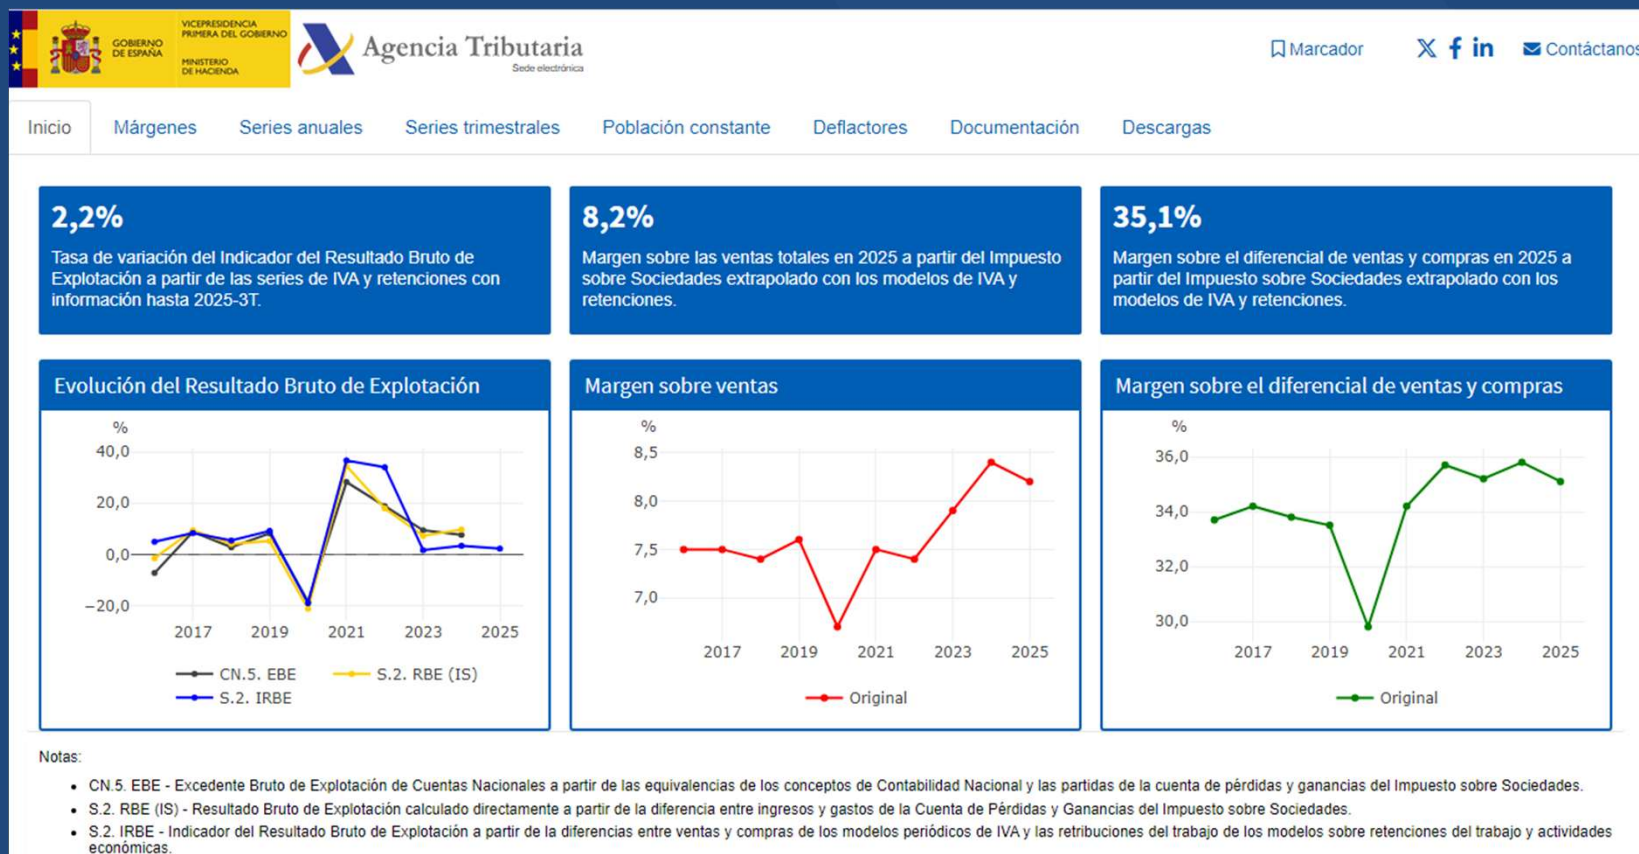 GOBIERNO
DE ESPAÑA
VICEPRESIDENCIA
PRIMERA DEL GOBIERNO
MINISTERIO
DE HACIENDA
Agencia Tributaria
Sede electrónica
Marcador
Contáctanos
Inicio Márgenes Series anuales Series trimestrales Población constante Deflactores Documentación Descargas
2,2%
Tasa de variación del Indicador del Resultado Bruto de
Explotación a partir de las series de IVA y retenciones con
información hasta 2025-3T.
8,2%
Margen sobre las ventas totales en 2025 a partir del Impuesto
sobre Sociedades extrapolado con los modelos de IVA y
retenciones.
35,1%
Margen sobre el diferencial de ventas y compras en 2025 a
partir del Impuesto sobre Sociedades extrapolado con los
modelos de IVA y retenciones.
Evolución del Resultado Bruto de Explotación
%
40,0
20,0
0,0
−20,0
2017 2019 2021 2023 2025
CN.5. EBE S.2. RBE (IS)
S.2. IRBE
Margen sobre ventas
%
8,5
8,0
7,5
7,0
2017 2019 2021 2023 2025
Original
Margen sobre el diferencial de ventas y compras
%
36,0
34,0
32,0
30,0
2017 2019 2021 2023 2025
Original
Notas:
• CN.5. EBE - Excedente Bruto de Explotación de Cuentas Nacionales a partir de las equivalencias de los conceptos de Contabilidad Nacional y las partidas de la cuenta de pérdidas y ganancias del Impuesto sobre Sociedades.
• S.2. RBE (IS) - Resultado Bruto de Explotación calculado directamente a partir de la diferencia entre ingresos y gastos de la Cuenta de Pérdidas y Ganancias del Impuesto sobre Sociedades.
• S.2. IRBE - Indicador del Resultado Bruto de Explotación a partir de la diferencias entre ventas y compras de los modelos periódicos de IVA y las retribuciones del trabajo de los modelos sobre retenciones del trabajo y actividades
económicas.